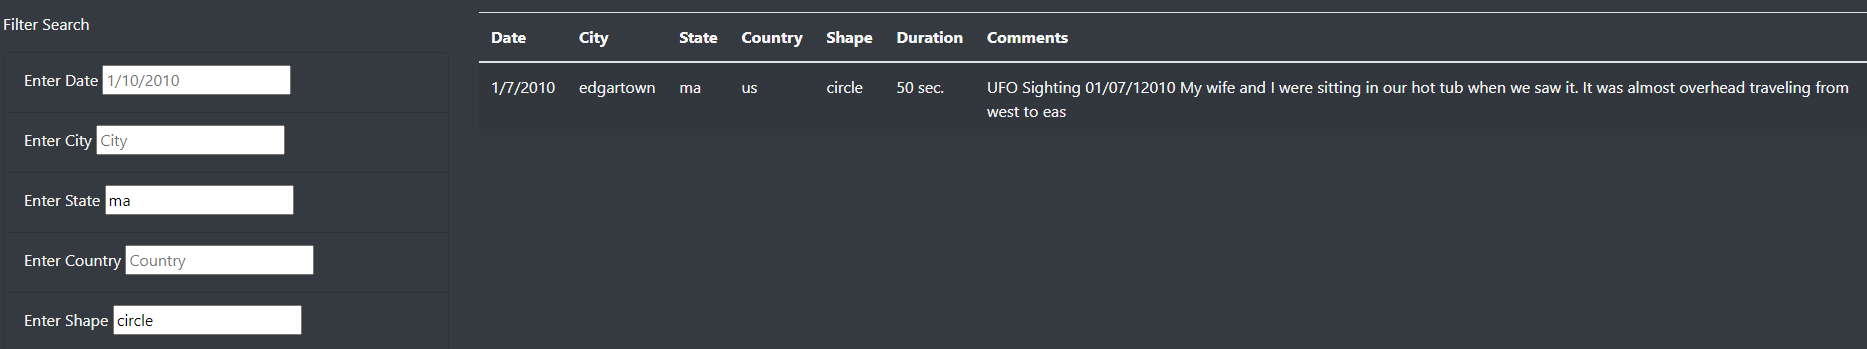 Filter Search
Enter Date 1/10/2010
Enter City City
Enter State ma
Enter Country Country
Enter Shape circle
Date City State Country Shape Duration Comments
1/7/2010 edgartown ma us circle 50 sec. UFO Sighting 01/07/12010 My wife and I were sitting in our hot tub when we saw it. It was almost overhead traveling from
west to eas